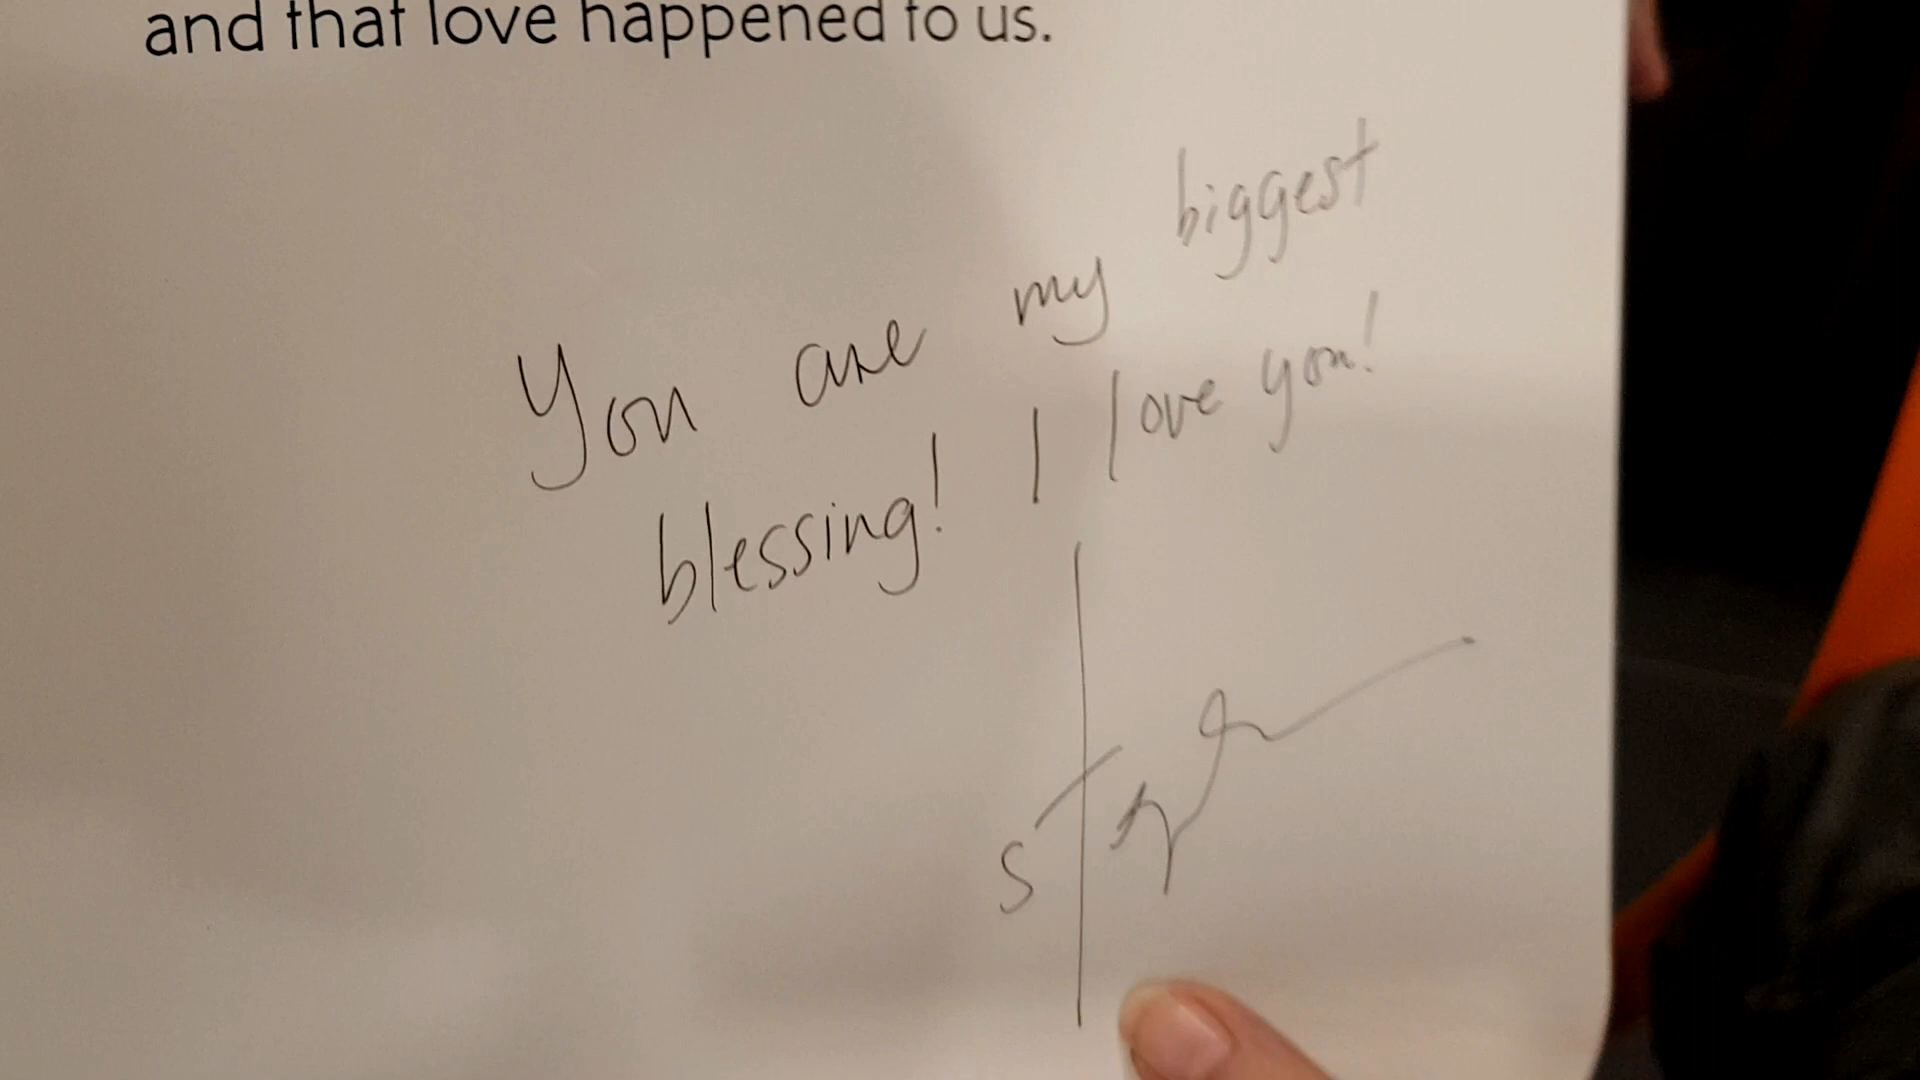 and that love happened to us.
You are my biggest
blessing! I love you!